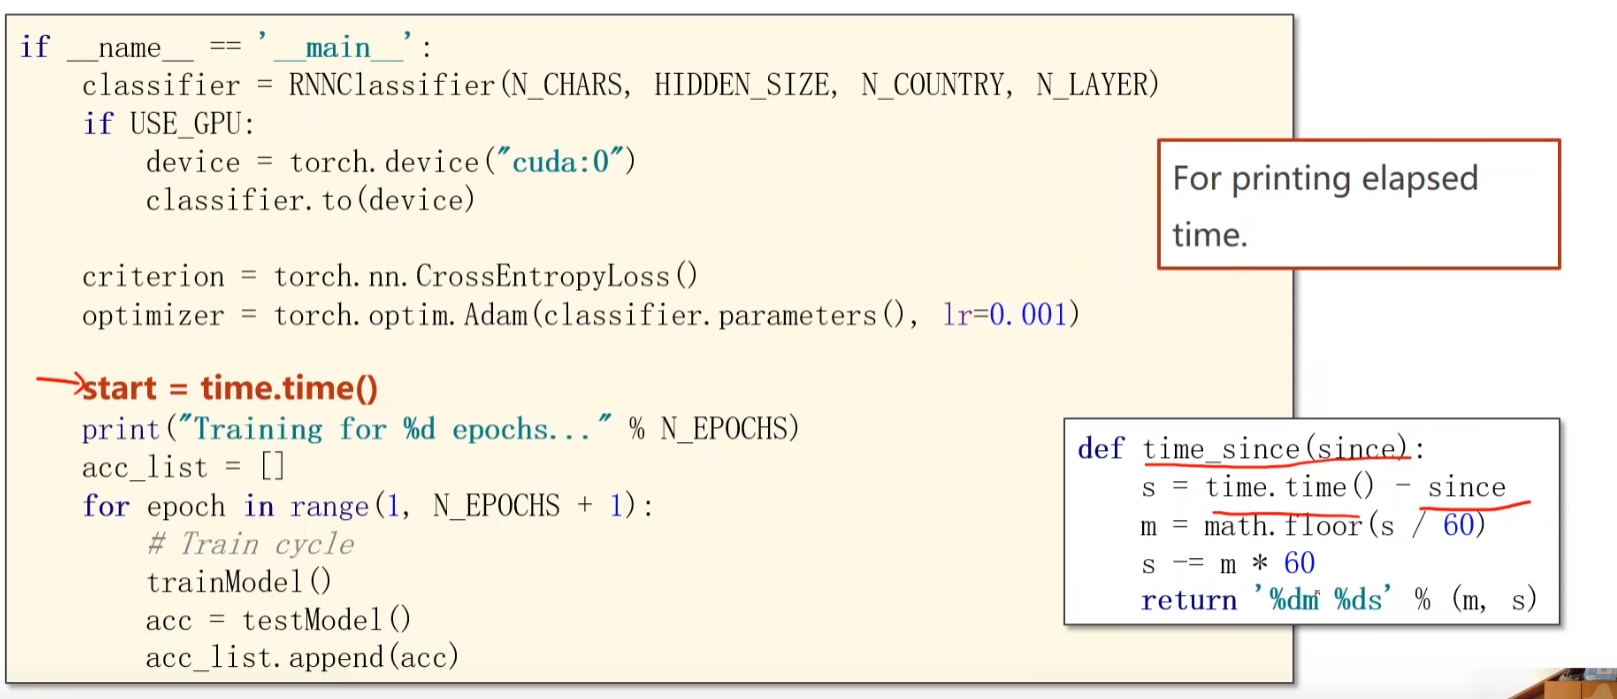 if __name__ == '__main__':
    classifier = RNNClassifier(N_CHARS, HIDDEN_SIZE, N_COUNTRY, N_LAYER)
    if USE_GPU:
        device = torch.device("cuda:0")
        classifier.to(device)
    criterion = torch.nn.CrossEntropyLoss()
    optimizer = torch.optim.Adam(classifier.parameters(), lr=0.001)
    start = time.time()
    print("Training for %d epochs..." % N_EPOCHS)
    acc_list = []
    for epoch in range(1, N_EPOCHS + 1):
        # Train cycle
        trainModel()
        acc = testModel()
        acc_list.append(acc)
For printing elapsed
time.
def time_since(since):
    s = time.time() - since
    m = math.floor(s / 60)
    s -= m * 60
    return '%dm %ds' % (m, s)